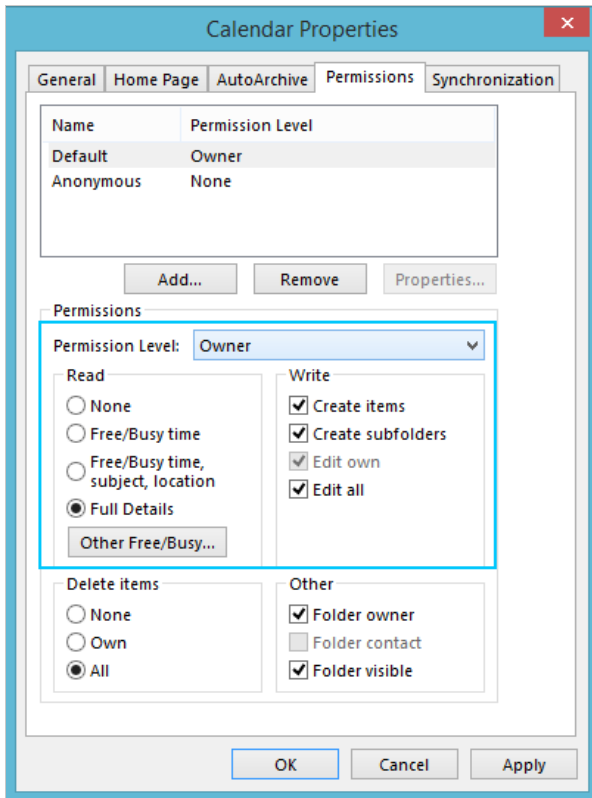 Calendar Properties
General Home Page AutoArchive Permissions Synchronization
Name Permission Level
Default Owner
Anonymous None
Add... Remove Properties...
Permissions
Permission Level: Owner
Read
None
Free/Busy time
Free/Busy time,
subject, location
Full Details
Other Free/Busy...
Write
Create items
Create subfolders
Edit own
Edit all
Delete items
None
Own
All
Other
Folder owner
Folder contact
Folder visible
OK Cancel Apply